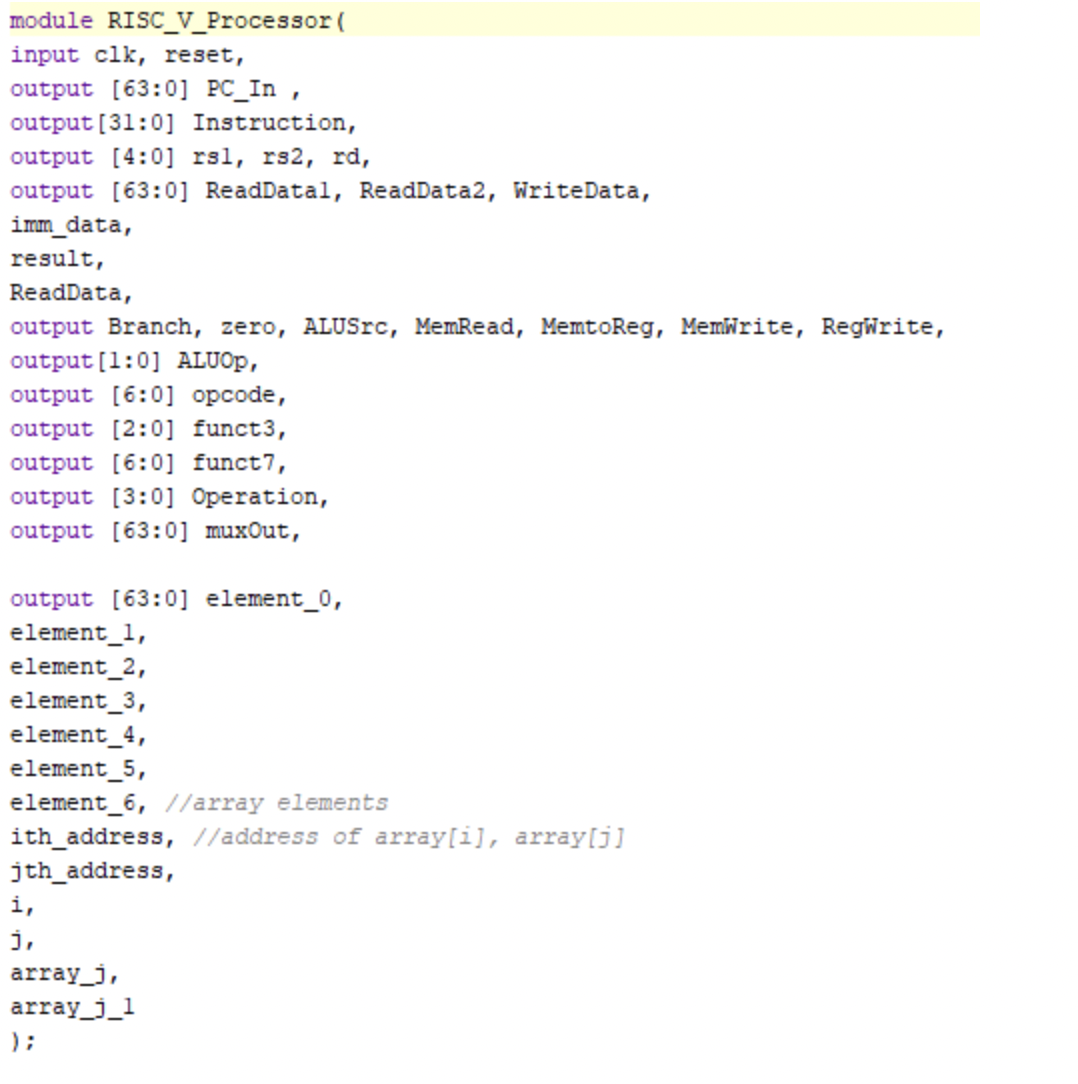 module RISC_V_Processor(
input clk, reset,
output [63:0] PC_In ,
output[31:0] Instruction,
output [4:0] rs1, rs2, rd,
output [63:0] ReadData1, ReadData2, WriteData,
imm_data,
result,
ReadData,
output Branch, zero, ALUSrc, MemRead, MemtoReg, MemWrite, RegWrite,
output[1:0] ALUOp,
output [6:0] opcode,
output [2:0] funct3,
output [6:0] funct7,
output [3:0] Operation,
output [63:0] muxOut,
output [63:0] element_0,
element_1,
element_2,
element_3,
element_4,
element_5,
element_6, //array elements
ith_address, //address of array[i], array[j]
jth_address,
i,
j,
array_j,
array_j_1
);